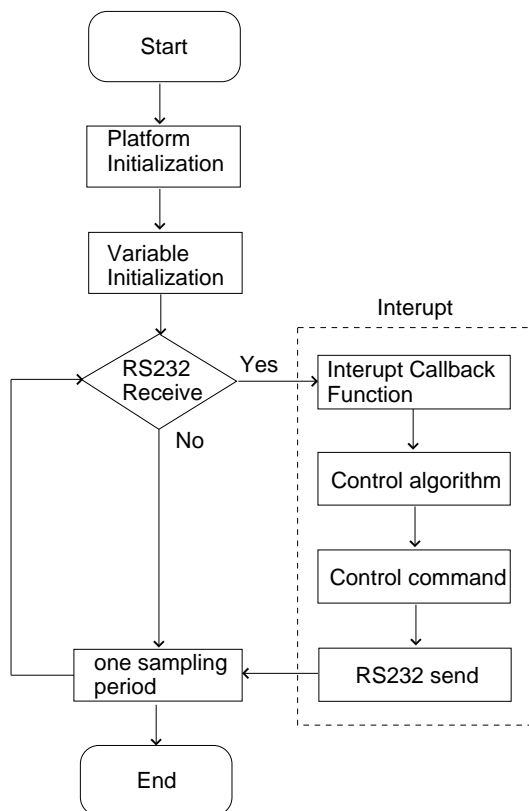 Start
Platform
Initialization
Variable
Initialization
Interupt
RS232
Receive
Yes
No
Interupt Callback
Function
Control algorithm
Control command
RS232 send
one sampling
period
End